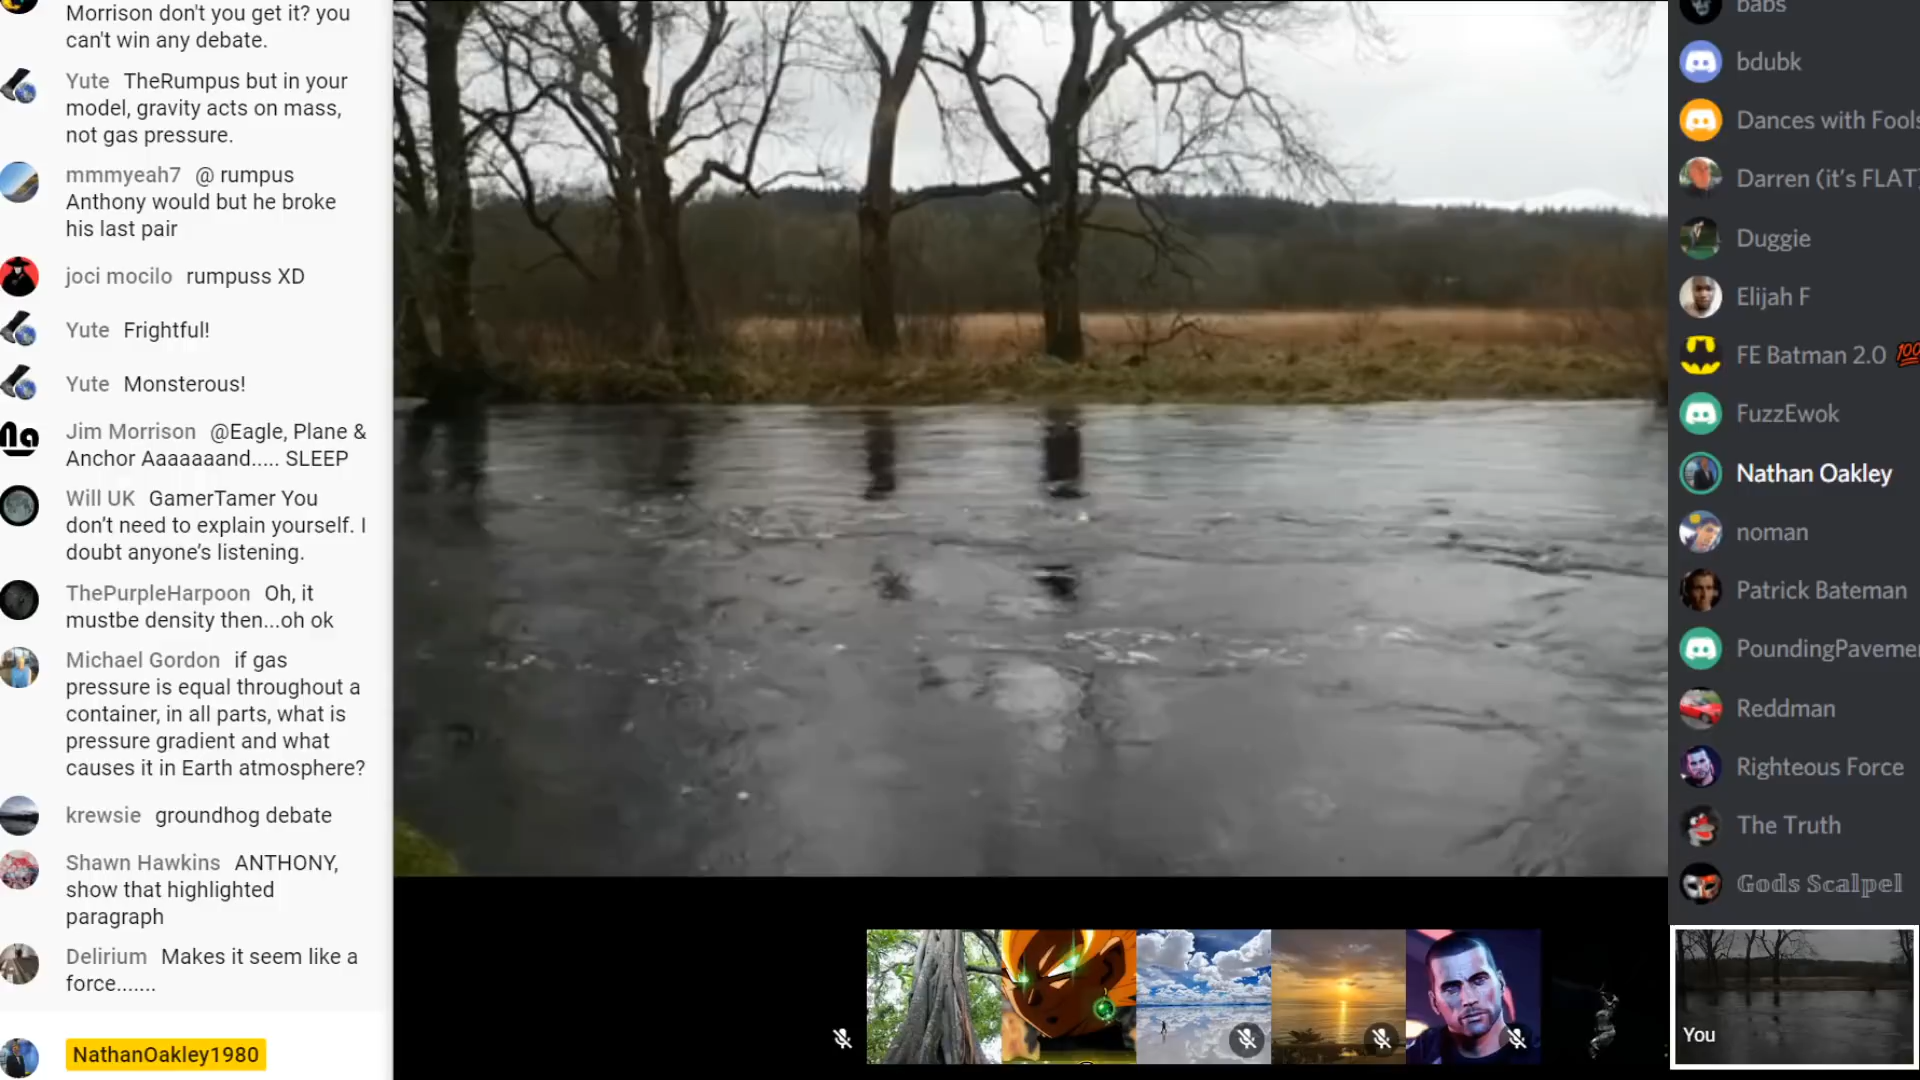 Morrison don't you get it? you
can't win any debate.
Yute TheRumpus but in your
model, gravity acts on mass,
not gas pressure.
mmmyeah7 @ rumpus
Anthony would but he broke
his last pair
joci mocilo rumpuss XD
Yute Frightful!
Yute Monsterous!
Jim Morrison @Eagle, Plane &
Anchor Aaaaaaand..... SLEEP
Will UK GamerTamer You
don’t need to explain yourself. I
doubt anyone’s listening.
ThePurpleHarpoon Oh, it
mustbe density then...oh ok
Michael Gordon if gas
pressure is equal throughout a
container, in all parts, what is
pressure gradient and what
causes it in Earth atmosphere?
krewsie groundhog debate
Shawn Hawkins ANTHONY,
show that highlighted
paragraph
Delirium Makes it seem like a
force.......
NathanOakley1980
babs
bdubk
Dances with Fools
Darren (it's FLAT)
Duggie
Elijah F
FE Batman 2.0 💯
FuzzEwok
Nathan Oakley
noman
Patrick Bateman
PoundingPaveme
Reddman
Righteous Force
The Truth
𝔾𝕠𝕕𝕤 𝕊𝕔𝕒𝕝𝕡𝕖𝕝
You